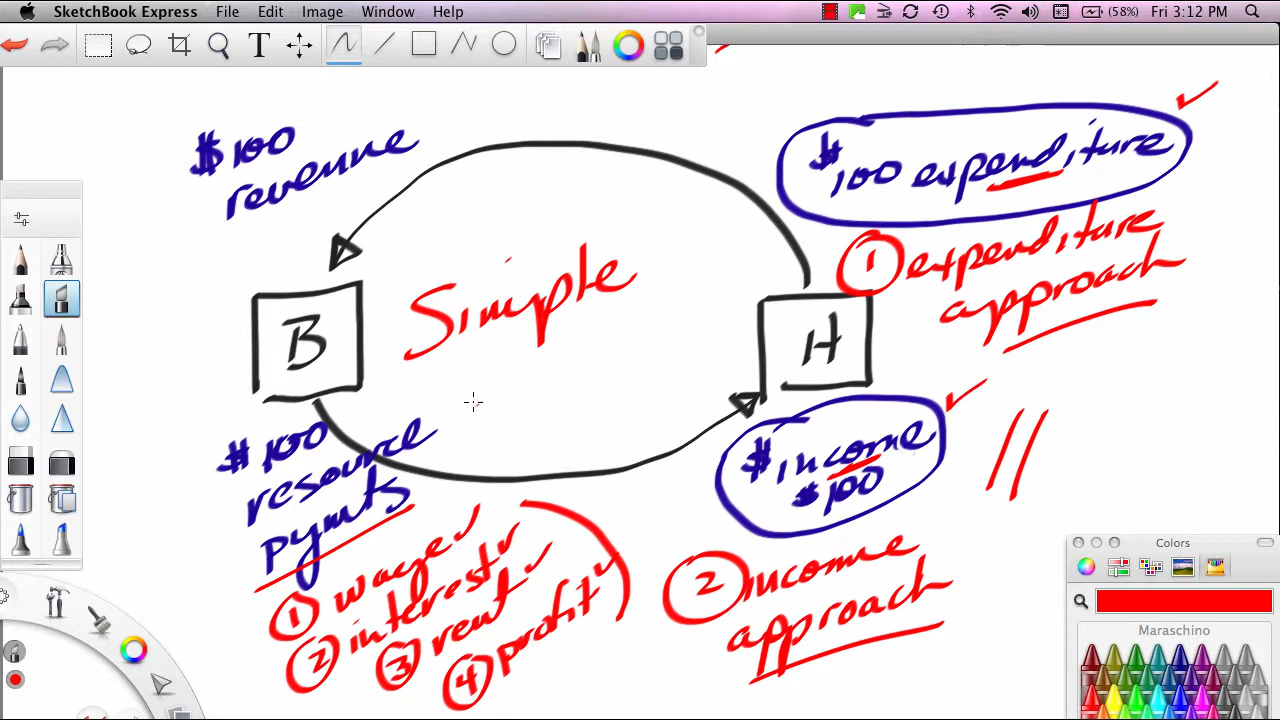 SketchBook Express File Edit Image Window Help (58%) Fri 3:12 PM
T
$100
revenue
$100 expenditure
1 expenditure
approach
Simple
B
H
$100
resource
pymts
$ income
$100
1 wage
2 interest
3 rent
4 profit
2 income
approach
Colors
Maraschino